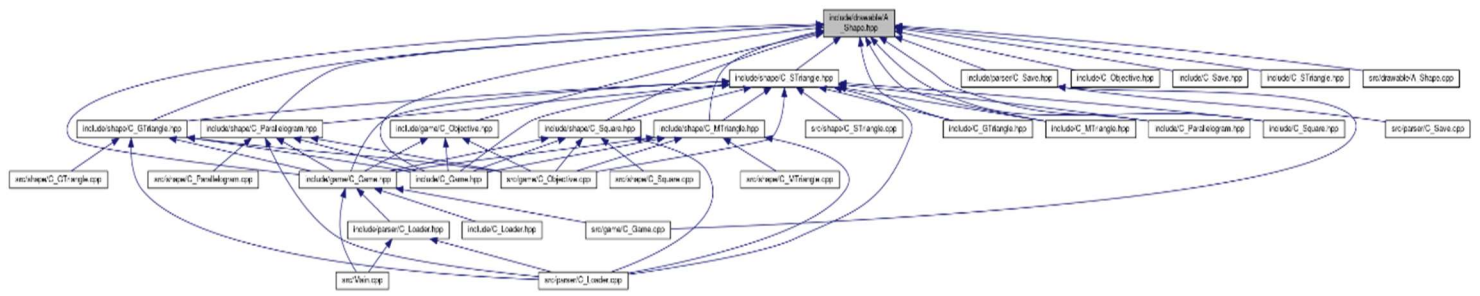 include/drawable/A
_Shape.hpp
include/shape/C_STriangle.hpp
include/parser/C_Save.hpp
include/C_Objective.hpp
include/C_Save.hpp
include/C_STriangle.hpp
src/drawable/A_Shape.cpp
include/shape/C_GTriangle.hpp
include/shape/C_Parallelogram.hpp
include/game/C_Objective.hpp
include/shape/C_Square.hpp
include/shape/C_MTriangle.hpp
src/shape/C_STriangle.cpp
include/C_GTriangle.hpp
include/C_MTriangle.hpp
include/C_Parallelogram.hpp
include/C_Square.hpp
src/parser/C_Save.cpp
src/shape/C_GTriangle.cpp
src/shape/C_Parallelogram.cpp
include/game/C_Game.hpp
include/C_Game.hpp
src/game/C_Objective.cpp
src/shape/C_Square.cpp
src/shape/C_MTriangle.cpp
include/parser/C_Loader.hpp
include/C_Loader.hpp
src/game/C_Game.cpp
src/Main.cpp
src/parser/C_Loader.cpp